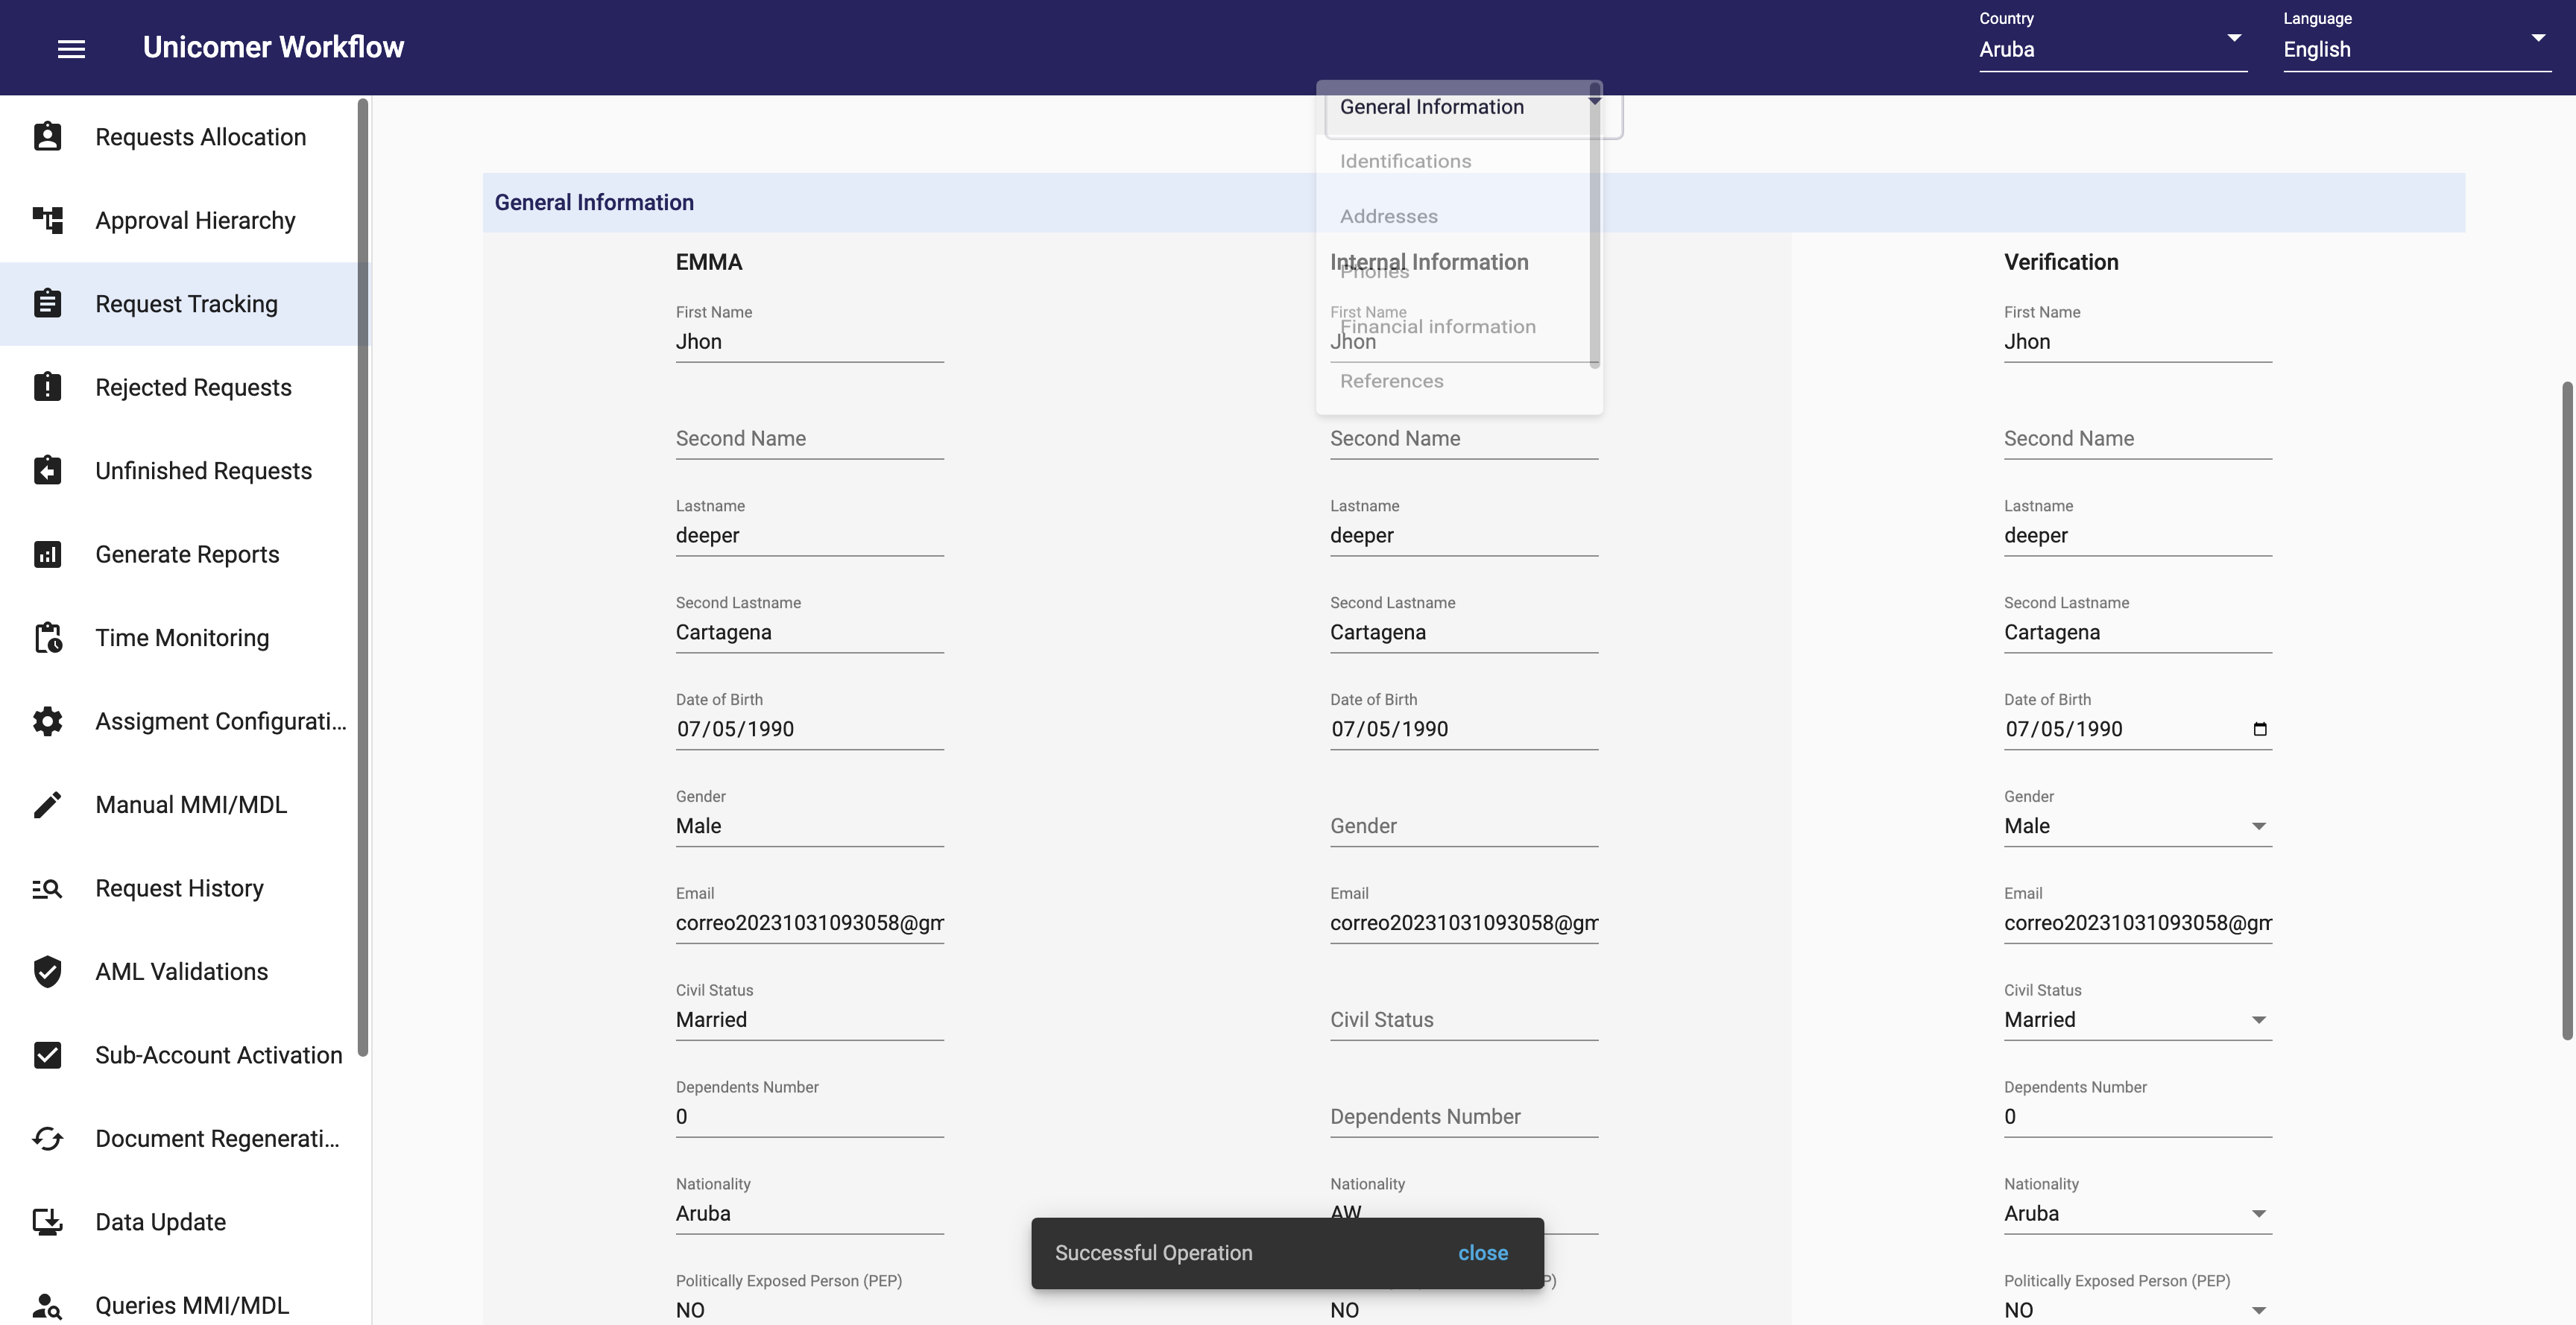 Unicomer Workflow
Country
Aruba
Language
English
Requests Allocation
Approval Hierarchy
Request Tracking
Rejected Requests
Unfinished Requests
Generate Reports
Time Monitoring
Assigment Configurati...
Manual MMI/MDL
Request History
AML Validations
Sub-Account Activation
Document Regenerati...
Data Update
Queries MMI/MDL
General Information
Identifications
Addresses
Phones
Financial information
References
General Information
EMMA
First Name
Jhon
Second Name
Lastname
deeper
Second Lastname
Cartagena
Date of Birth
07/05/1990
Gender
Male
Email
correo20231031093058@gm
Civil Status
Married
Dependents Number
0
Nationality
Aruba
Politically Exposed Person (PEP)
NO
Internal Information
First Name
Jhon
Second Name
Lastname
deeper
Second Lastname
Cartagena
Date of Birth
07/05/1990
Gender
Email
correo20231031093058@gm
Civil Status
Dependents Number
Nationality
AW
P)
NO
Verification
First Name
Jhon
Second Name
Lastname
deeper
Second Lastname
Cartagena
Date of Birth
07/05/1990
Gender
Male
Email
correo20231031093058@gm
Civil Status
Married
Dependents Number
0
Nationality
Aruba
Politically Exposed Person (PEP)
NO
Successful Operation
close